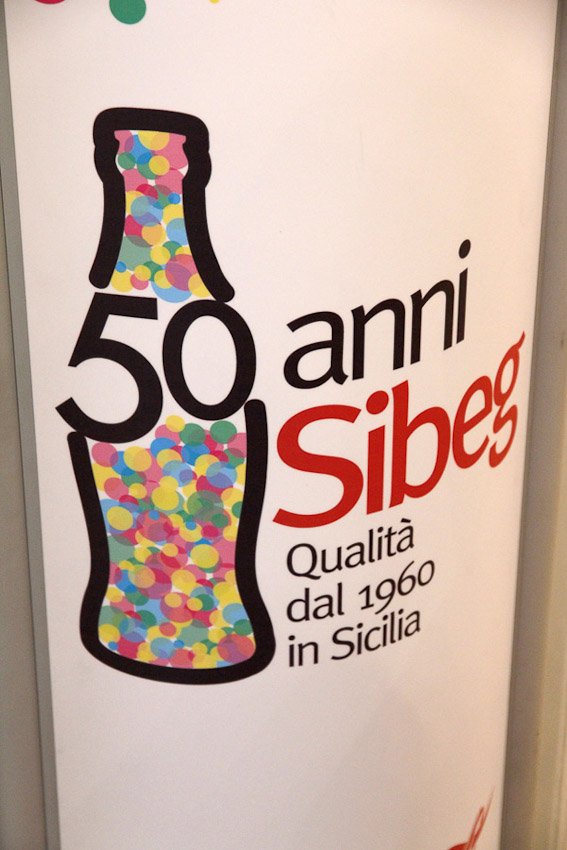 50 anni
Sibeg
Qualità
dal 1960
in Sicilia